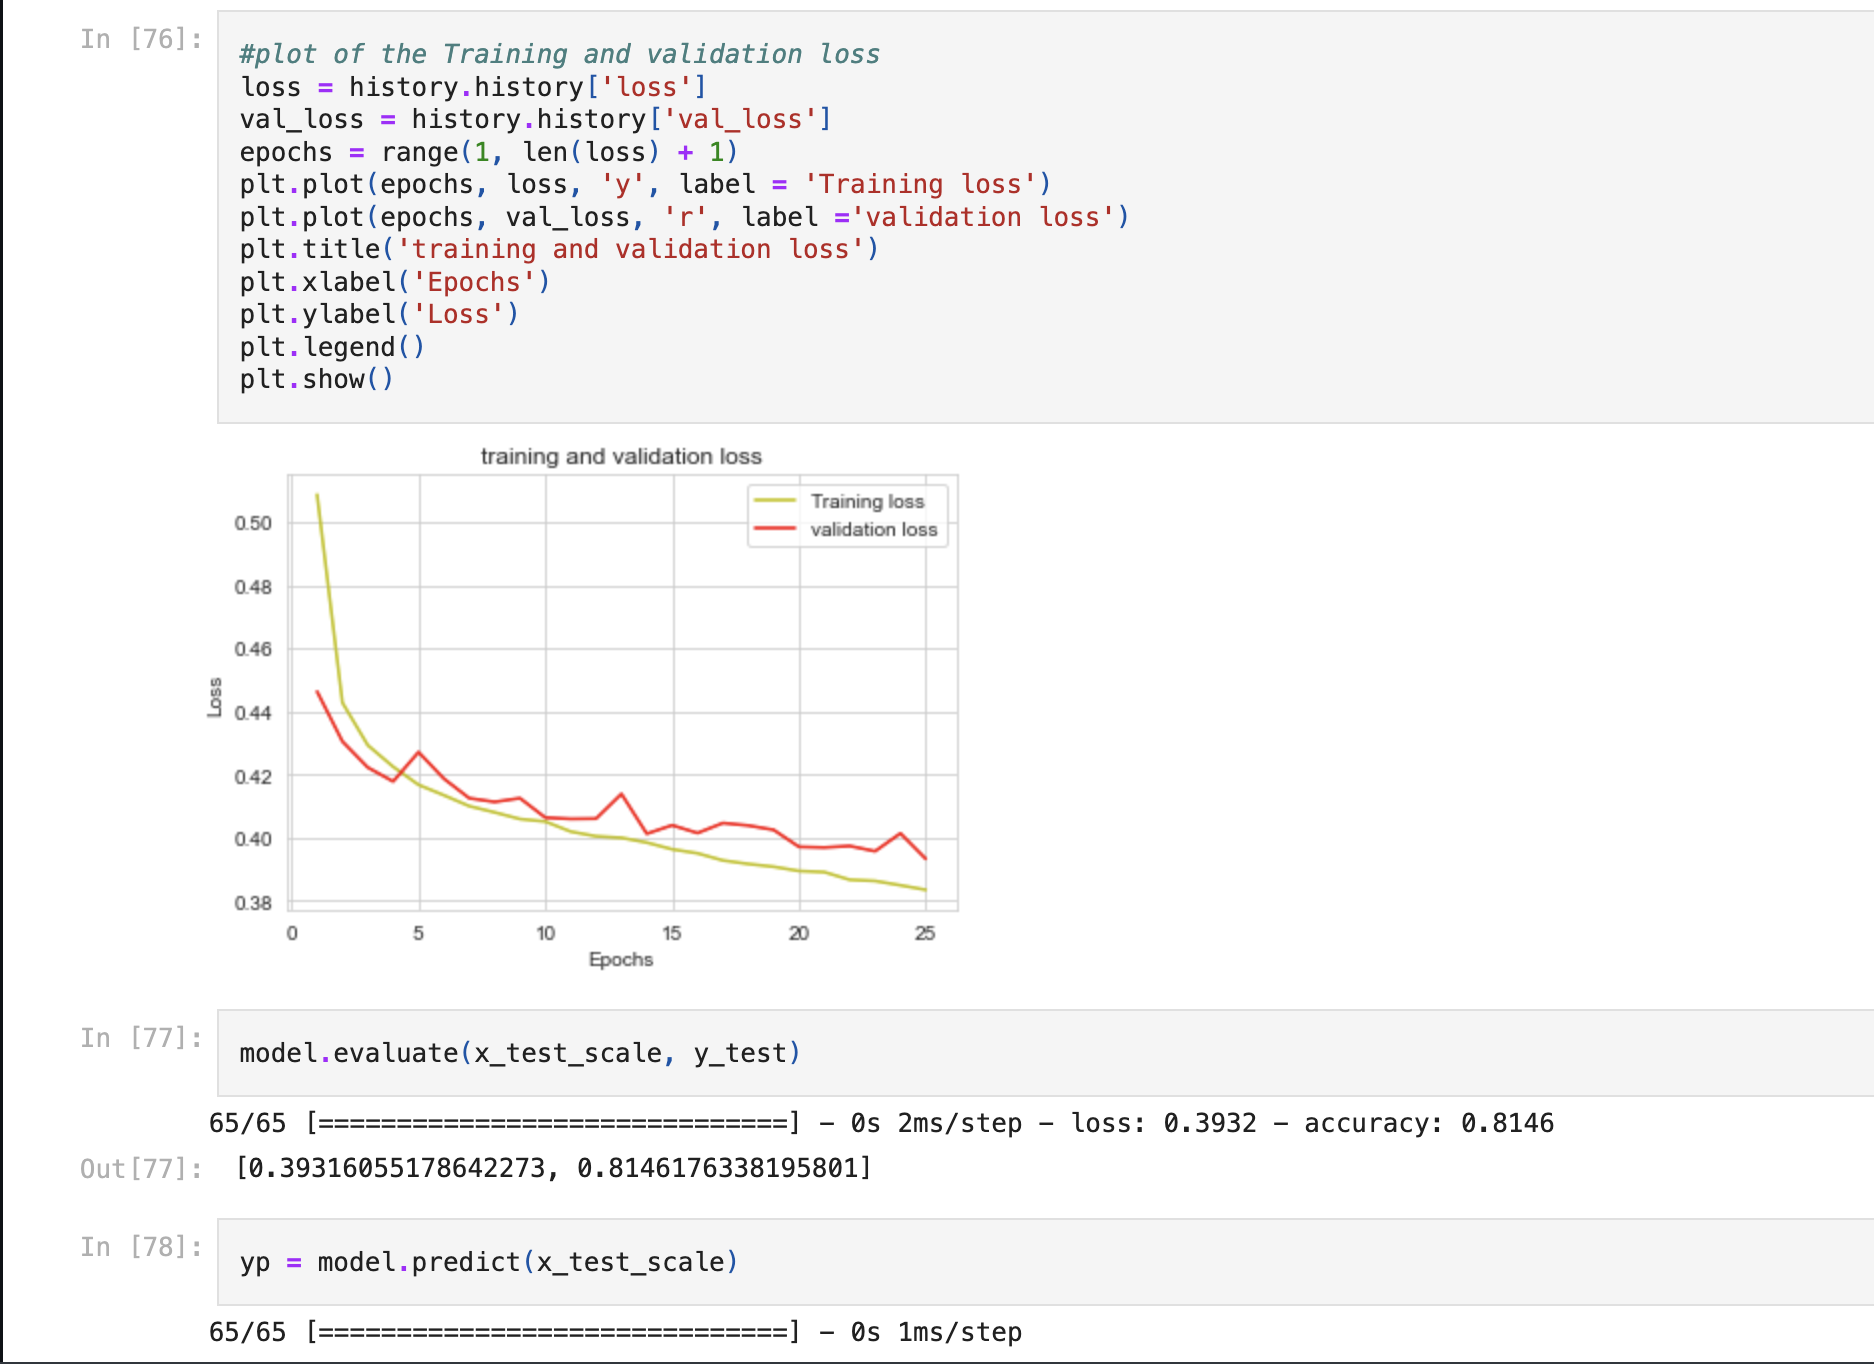 In [76]:
#plot of the Training and validation loss
loss = history.history['loss']
val_loss = history.history['val_loss']
epochs = range(1, len(loss) + 1)
plt.plot(epochs, loss, 'y', label = 'Training loss')
plt.plot(epochs, val_loss, 'r', label ='validation loss')
plt.title('training and validation loss')
plt.xlabel('Epochs')
plt.ylabel('Loss')
plt.legend()
plt.show()
training and validation loss
Training loss
validation loss
Loss
0.50
0.48
0.46
0.44
0.42
0.40
0.38
0 5 10 15 20 25
Epochs
In [77]:
model.evaluate(x_test_scale, y_test)
65/65 [==============================] - 0s 2ms/step - loss: 0.3932 - accuracy: 0.8146
Out[77]: [0.39316055178642273, 0.8146176338195801]
In [78]:
yp = model.predict(x_test_scale)
65/65 [==============================] - 0s 1ms/step